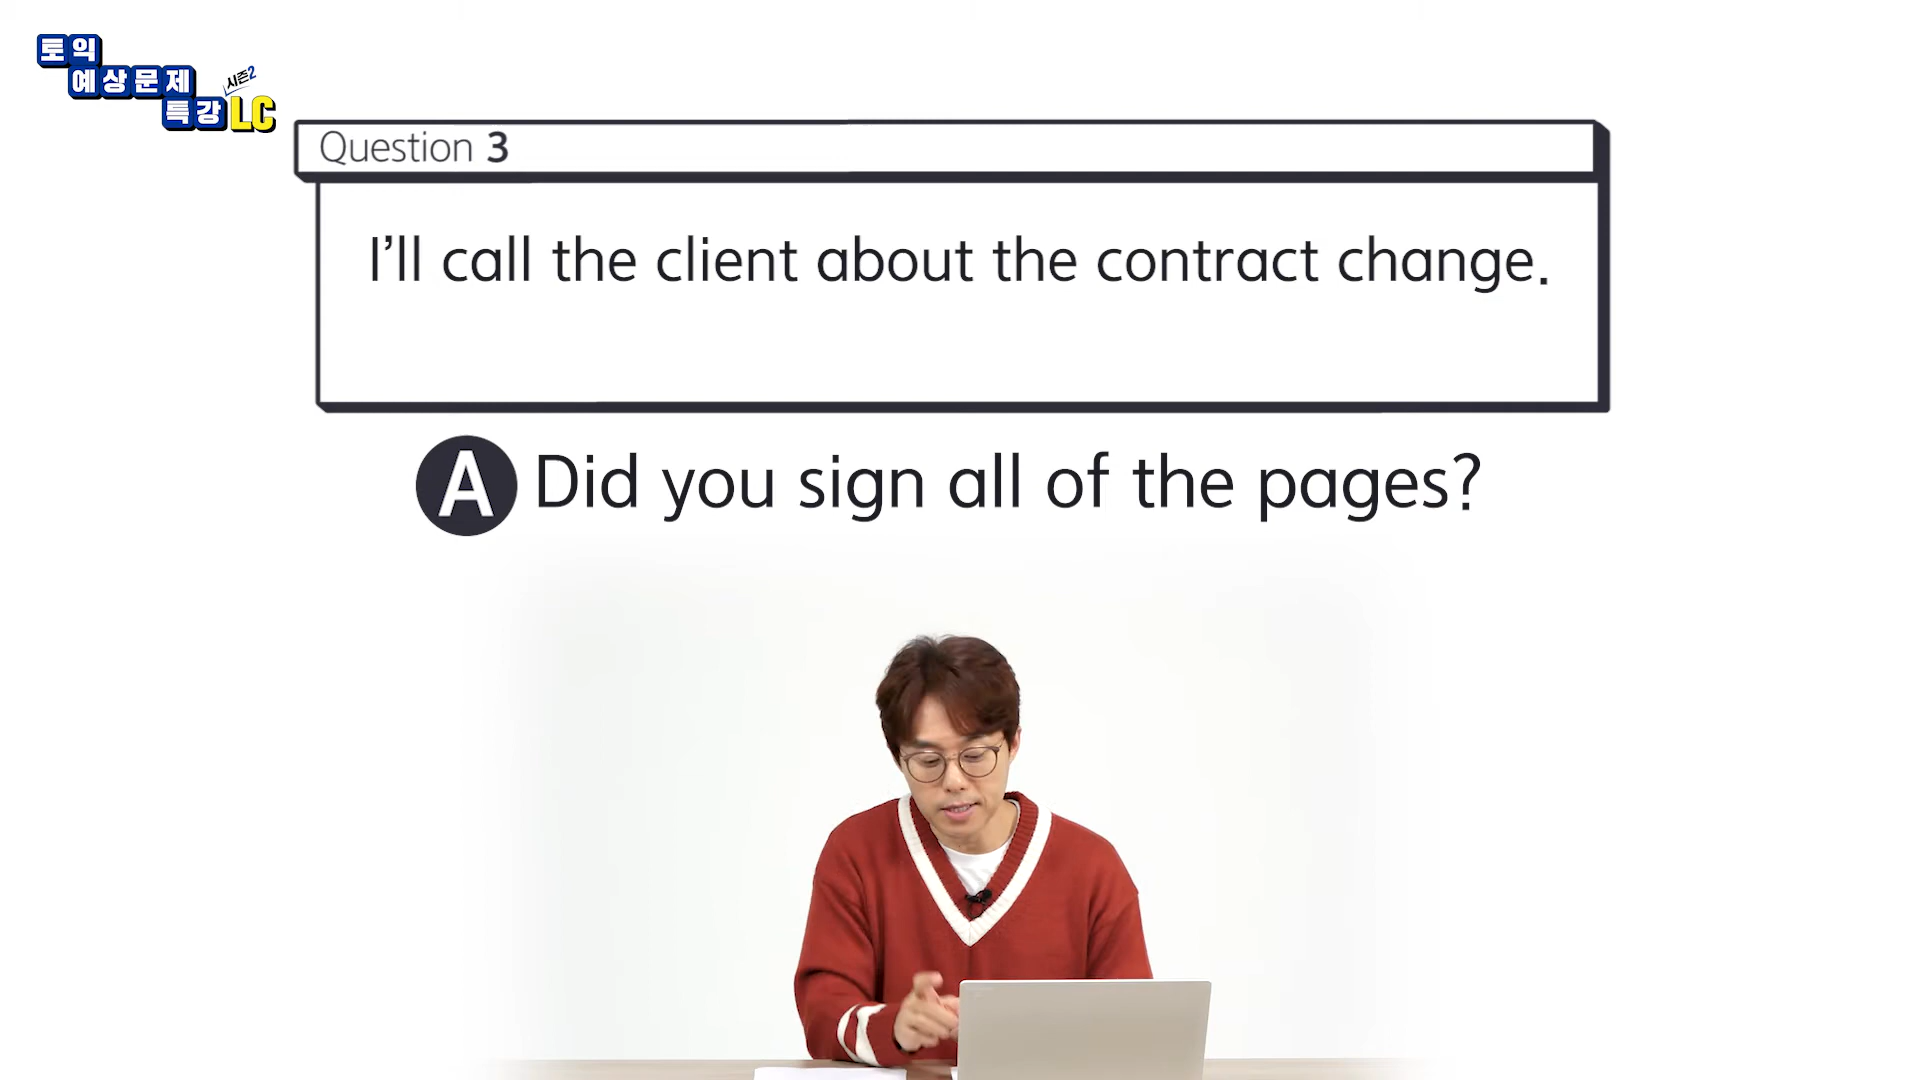 토익
예상문제
시즌2
특강 LC
Question 3
I'll call the client about the contract change.
A Did you sign all of the pages?